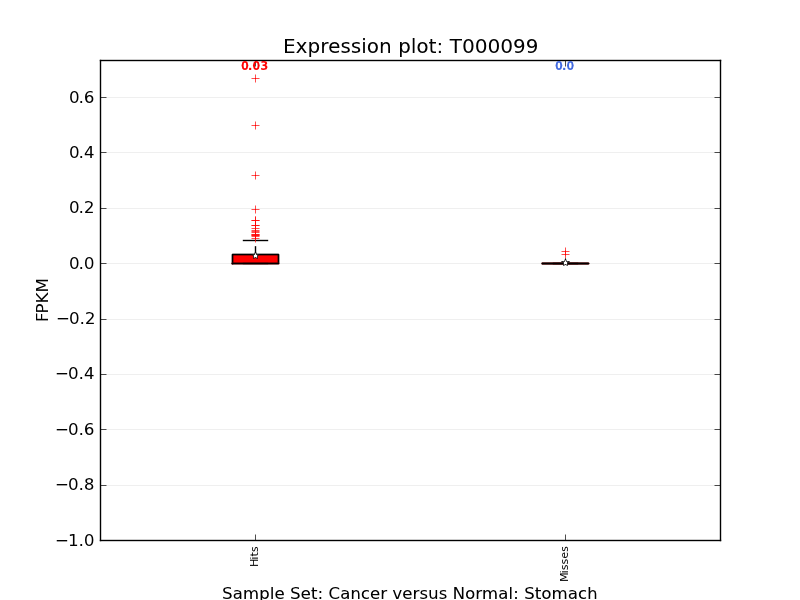 Expression plot: T000099
0.03
0.0
0.6
0.4
0.2
0.0
−0.2
−0.4
−0.6
−0.8
−1.0
FPKM
Hits
Misses
Sample Set: Cancer versus Normal: Stomach